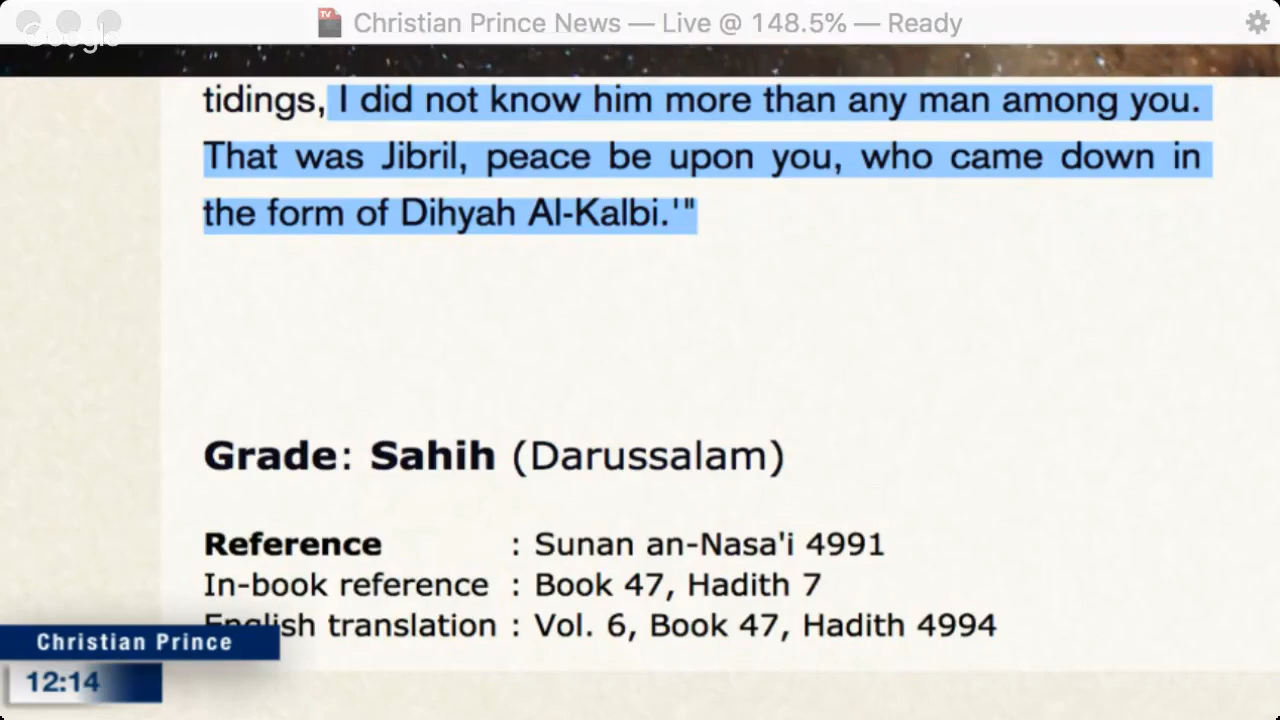 Google
Christian Prince News — Live @ 148.5% — Ready
tidings, I did not know him more than any man among you.
That was Jibril, peace be upon you, who came down in
the form of Dihyah Al-Kalbi.'"
Grade: Sahih (Darussalam)
Reference : Sunan an-Nasa'i 4991
In-book reference : Book 47, Hadith 7
English translation : Vol. 6, Book 47, Hadith 4994
Christian Prince
12:14